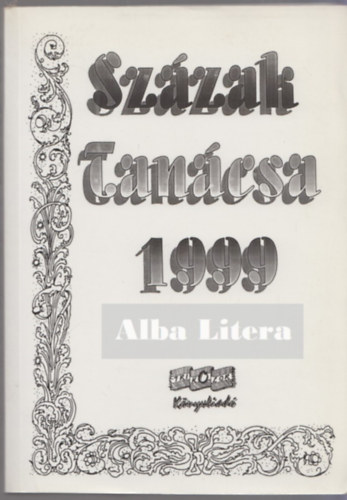 Százak
Tanácsa
1999
Alba Litera
Könyvkiadó